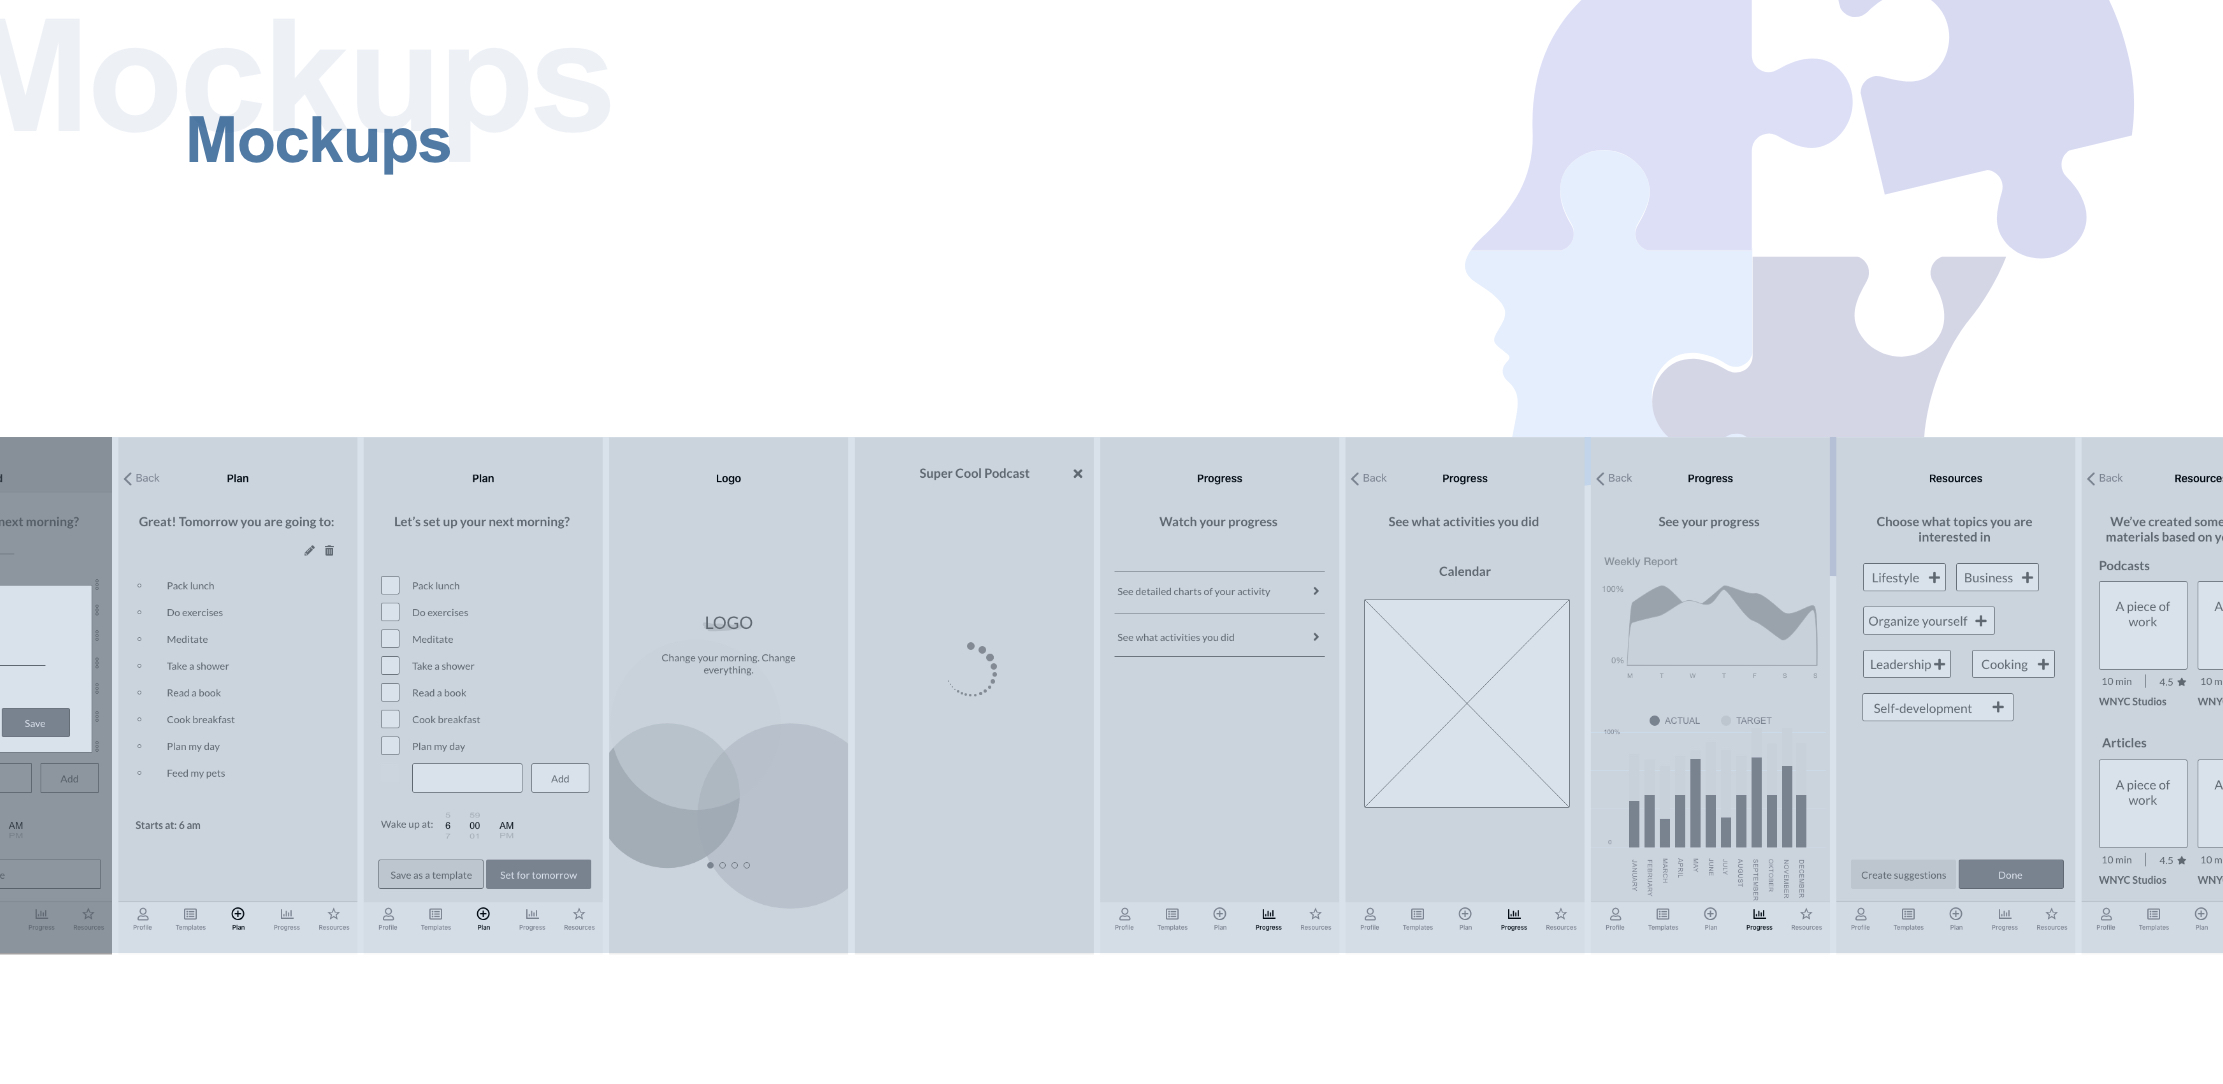 Mockups
Mockups
d
next morning?
Save
Add
AM
PM
e
Progress
Resources
Back
Plan
Great! Tomorrow you are going to:
Pack lunch
Do exercises
Meditate
Take a shower
Read a book
Cook breakfast
Plan my day
Feed my pets
Starts at: 6 am
Profile
Templates
Plan
Progress
Resources
Plan
Let's set up your next morning?
Pack lunch
Do exercises
Meditate
Take a shower
Read a book
Cook breakfast
Plan my day
Add
5 59
Wake up at: 6 00 AM
7 01 PM
Save as a template
Set for tomorrow
Profile
Templates
Plan
Progress
Resources
Logo
LOGO
Change your morning. Change
everything.
Super Cool Podcast
Progress
Watch your progress
See detailed charts of your activity
See what activities you did
Profile
Templates
Plan
Progress
Resources
Back
Progress
See what activities you did
Calendar
Profile
Templates
Plan
Progress
Resources
Back
Progress
See your progress
Weekly Report
100%
0%
M T W T F S S
ACTUAL TARGET
100%
0
JANUARY
FEBRUARY
MARCH
APRIL
MAY
JUNE
JULY
AUGUST
SEPTEMBER
OKTOBER
NOVEMBER
DECEMBER
Profile
Templates
Plan
Progress
Resources
Resources
Choose what topics you are
interested in
Lifestyle +
Business +
Organize yourself +
Leadership +
Cooking +
Self-development +
Create suggestions
Done
Profile
Templates
Plan
Progress
Resources
Back
Resource
We've created some
materials based on y
Podcasts
A piece of
work
A
10 min | 4.5
10 m
WNYC Studios
WNY
Articles
A piece of
work
A
10 min | 4.5
10 m
WNYC Studios
WNY
Profile
Templates
Plan